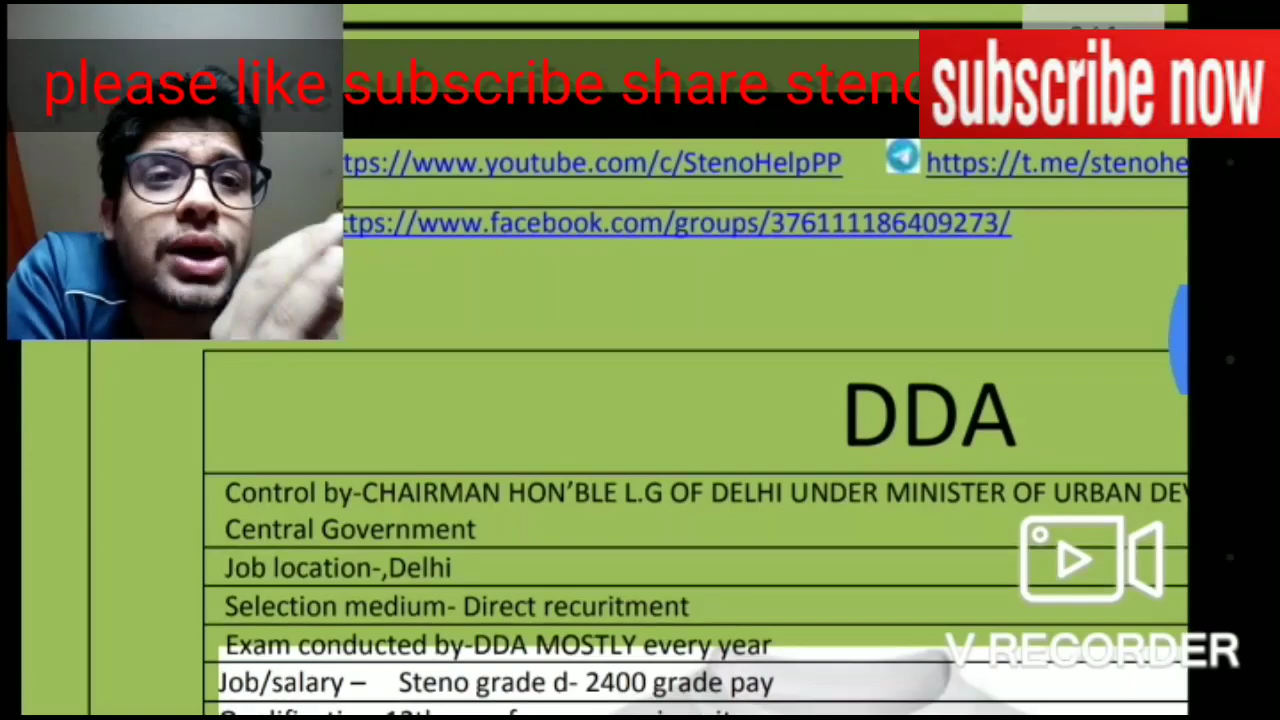 please like subscribe share steno
subscribe now
tps://www.youtube.com/c/StenoHelpPP
https://t.me/stenohe
tps://www.facebook.com/groups/376111186409273/
DDA
Control by-CHAIRMAN HON’BLE L.G OF DELHI UNDER MINISTER OF URBAN DEV
Central Government
Job location-,Delhi
Selection medium- Direct recuritment
Exam conducted by-DDA MOSTLY every year
Job/salary – Steno grade d- 2400 grade pay
V RECORDER